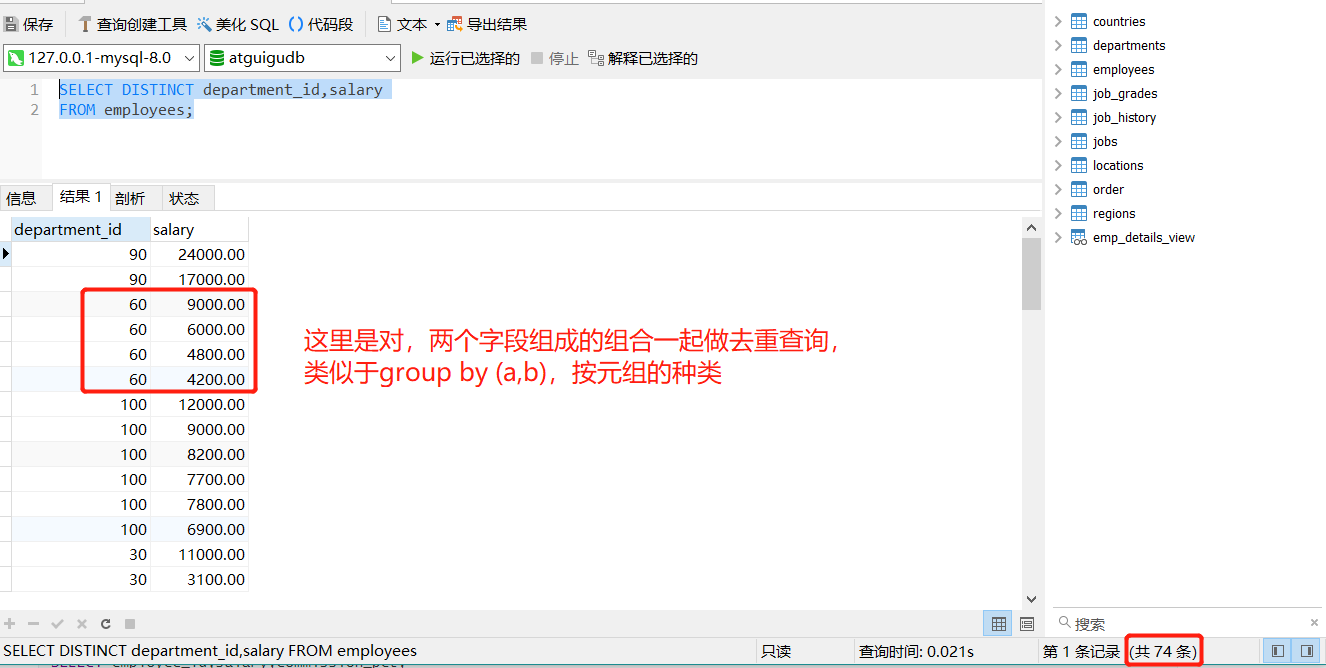 保存 查询创建工具 美化 SQL () 代码段 文本 导出结果
127.0.0.1-mysql-8.0 atguigudb 运行已选择的 停止 解释已选择的
1 SELECT DISTINCT department_id,salary
2 FROM employees;
信息 结果 1 剖析 状态
department_id salary
90 24000.00
90 17000.00
60 9000.00
60 6000.00
60 4800.00
60 4200.00
100 12000.00
100 9000.00
100 8200.00
100 7700.00
100 7800.00
100 6900.00
30 11000.00
30 3100.00
这里是对，两个字段组成的组合一起做去重查询，
类似于group by (a,b)，按元组的种类
countries
departments
employees
job_grades
job_history
jobs
locations
order
regions
emp_details_view
搜索
SELECT DISTINCT department_id,salary FROM employees 只读 查询时间: 0.021s 第 1 条记录 (共 74 条)